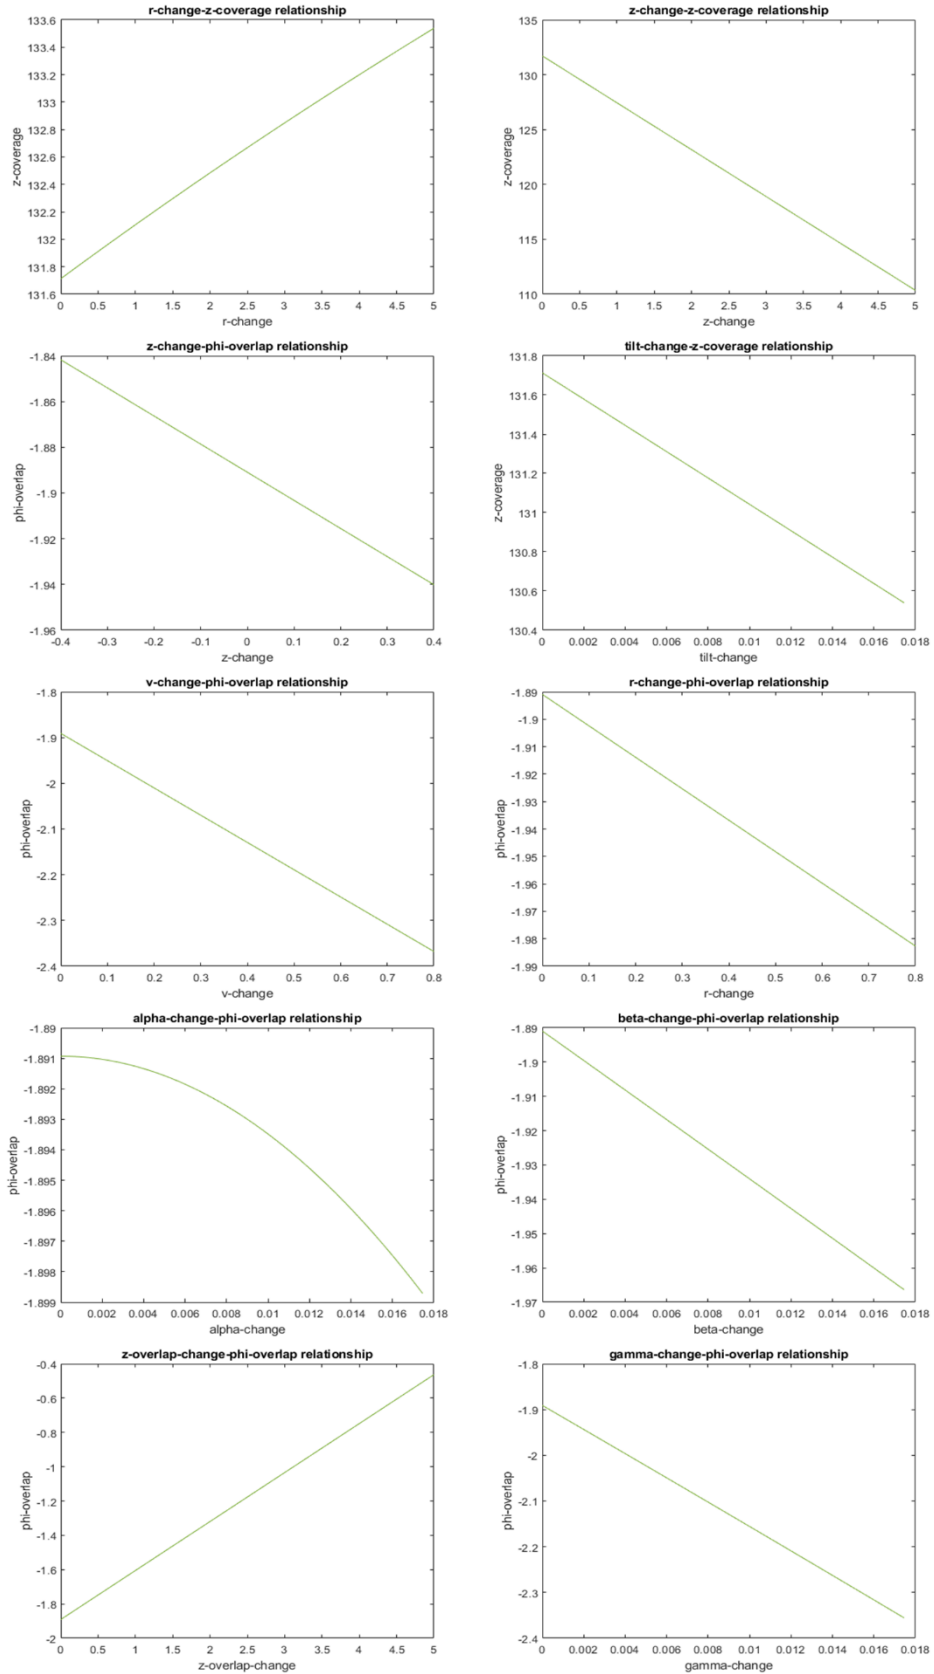 r-change-z-coverage relationship
133.6
133.4
133.2
133
132.8
132.6
132.4
132.2
132
131.8
131.6
z-coverage
0 0.5 1 1.5 2 2.5 3 3.5 4 4.5 5
r-change
z-change-z-coverage relationship
135
130
125
120
115
110
z-coverage
0 0.5 1 1.5 2 2.5 3 3.5 4 4.5 5
z-change
z-change-phi-overlap relationship
-1.84
-1.86
-1.88
-1.9
-1.92
-1.94
-1.96
phi-overlap
-0.4 -0.3 -0.2 -0.1 0 0.1 0.2 0.3 0.4
z-change
tilt-change-z-coverage relationship
131.8
131.6
131.4
131.2
131
130.8
130.6
130.4
z-coverage
0 0.002 0.004 0.006 0.008 0.01 0.012 0.014 0.016 0.018
tilt-change
v-change-phi-overlap relationship
-1.8
-1.9
-2
-2.1
-2.2
-2.3
-2.4
phi-overlap
0 0.1 0.2 0.3 0.4 0.5 0.6 0.7 0.8
v-change
r-change-phi-overlap relationship
-1.89
-1.9
-1.91
-1.92
-1.93
-1.94
-1.95
-1.96
-1.97
-1.98
-1.99
phi-overlap
0 0.1 0.2 0.3 0.4 0.5 0.6 0.7 0.8
r-change
alpha-change-phi-overlap relationship
-1.89
-1.891
-1.892
-1.893
-1.894
-1.895
-1.896
-1.897
-1.898
-1.899
phi-overlap
0 0.002 0.004 0.006 0.008 0.01 0.012 0.014 0.016 0.018
alpha-change
beta-change-phi-overlap relationship
-1.89
-1.9
-1.91
-1.92
-1.93
-1.94
-1.95
-1.96
-1.97
phi-overlap
0 0.002 0.004 0.006 0.008 0.01 0.012 0.014 0.016 0.018
beta-change
z-overlap-change-phi-overlap relationship
-0.4
-0.6
-0.8
-1
-1.2
-1.4
-1.6
-1.8
-2
phi-overlap
0 0.5 1 1.5 2 2.5 3 3.5 4 4.5 5
z-overlap-change
gamma-change-phi-overlap relationship
-1.8
-1.9
-2
-2.1
-2.2
-2.3
-2.4
phi-overlap
0 0.002 0.004 0.006 0.008 0.01 0.012 0.014 0.016 0.018
gamma-change